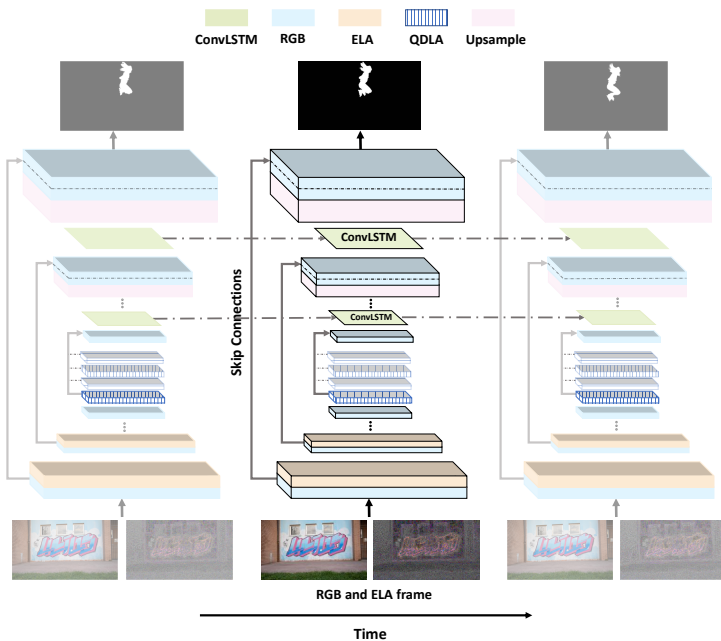 ConvLSTM
RGB
ELA
QDLA
Upsample
ConvLSTM
ConvLSTM
Skip Connections
RGB and ELA frame
Time